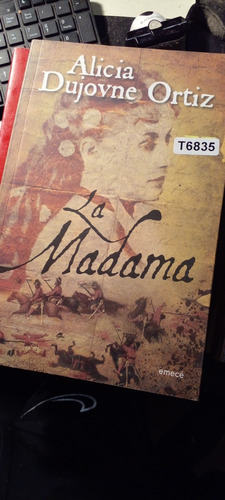 Alicia
Dujovne Ortiz
T6835
La
Madama
emecé